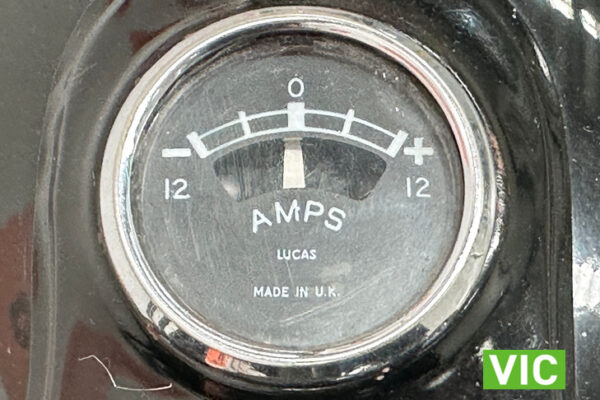 0
- +
12 12
AMPS
LUCAS
MADE IN U.K.
VIC